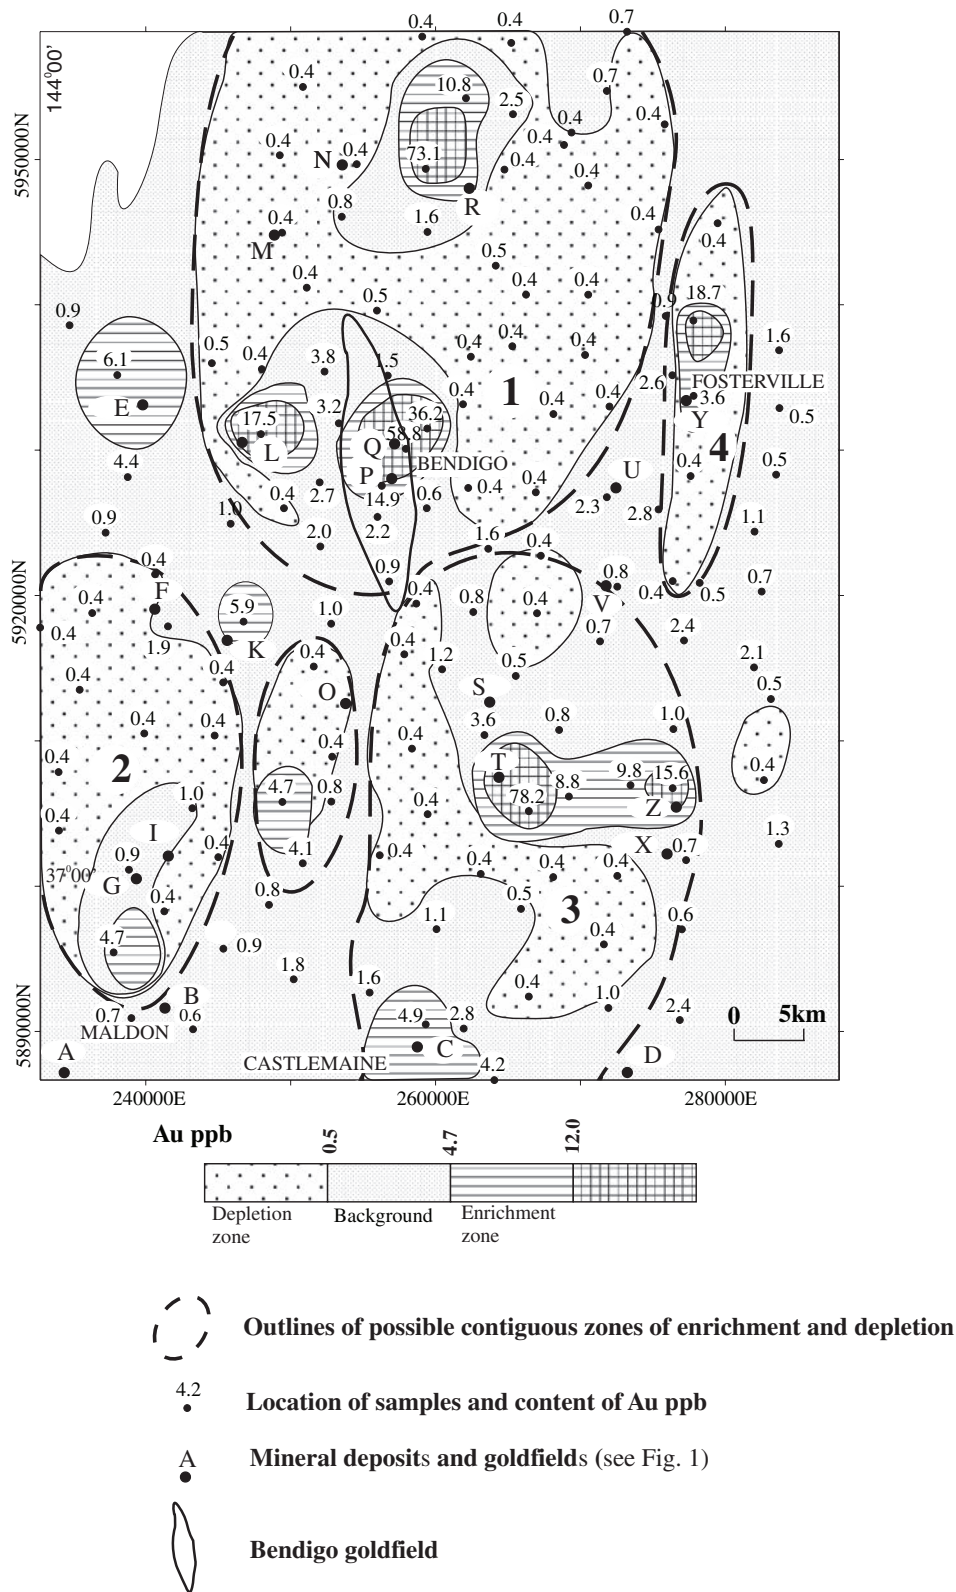 0.4 0.4 0.7
144°00'
0.4 10.8 0.7
2.5
0.4 0.4
0.4 0.4
5950000N
N 0.4 73.1 0.4
0.4
0.8 R
0.4 1.6 0.4 0.4
M
0.5
0.4 0.4 0.4
0.5 0.9 18.7
0.9
0.4 0.4 1.6
0.5 0.4
3.8 1.5
6.1 2.6 FOSTERVILLE
0.4 0.4 3.6
E 17.5 3.2 36.2 1 0.4 Y 0.5
L Q 58.8 4
BENDIGO
4.4 P U 0.4 0.5
2.7 14.9 0.4 0.4
0.4 0.6 2.3 2.8
1.0 2.2
0.9 2.0 1.6 1.1
0.4 0.4
0.9 0.8 0.7
F 0.4 V 0.4 0.5
5920000N
0.4 5.9 1.0 2.6 0.4
0.4 0.7 2.4
1.9 K 0.4
0.4 1.2 2.1
0.4 0.5
0.4 O S 0.5
0.4 0.4 3.6 0.8 1.0
0.4 0.4
0.4 2 T 9.8 15.6
4.7 0.8 8.8 0.4
1.0 78.2 Z
0.4 0.4
I 1.3
0.9 0.4 4.1 0.4 X 0.7
37°00' 0.4 0.4 0.4
G 0.8
0.4 0.5 3
1.1 0.6
4.7 0.9 0.4
1.8 1.6
B 0.4
0.7 0.6 4.9 2.8 1.0 2.4 0 5km
MALDON
5890000N
A CASTLEMAINE C D
4.2
240000E 260000E 280000E
Au ppb 0.5 4.7 12.0
Depletion zone Background Enrichment zone
Outlines of possible contiguous zones of enrichment and depletion
4.2
Location of samples and content of Au ppb
A
Mineral deposits and goldfields (see Fig. 1)
Bendigo goldfield